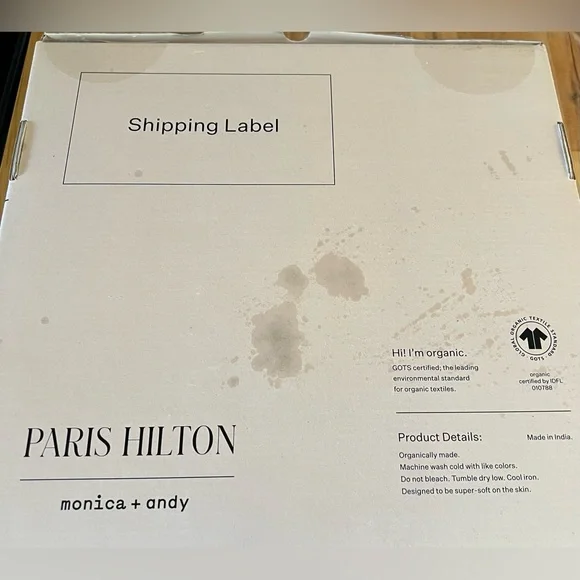 Shipping Label
Hi! I'm organic.
GOTS certified; the leading
environmental standard
for organic textiles.
GLOBAL ORGANIC TEXTILE STANDARD · GOTS ·
organic
certified by IDFL
010788
PARIS HILTON
monica + andy
Product Details:
Made in India.
Organically made.
Machine wash cold with like colors.
Do not bleach. Tumble dry low. Cool iron.
Designed to be super-soft on the skin.